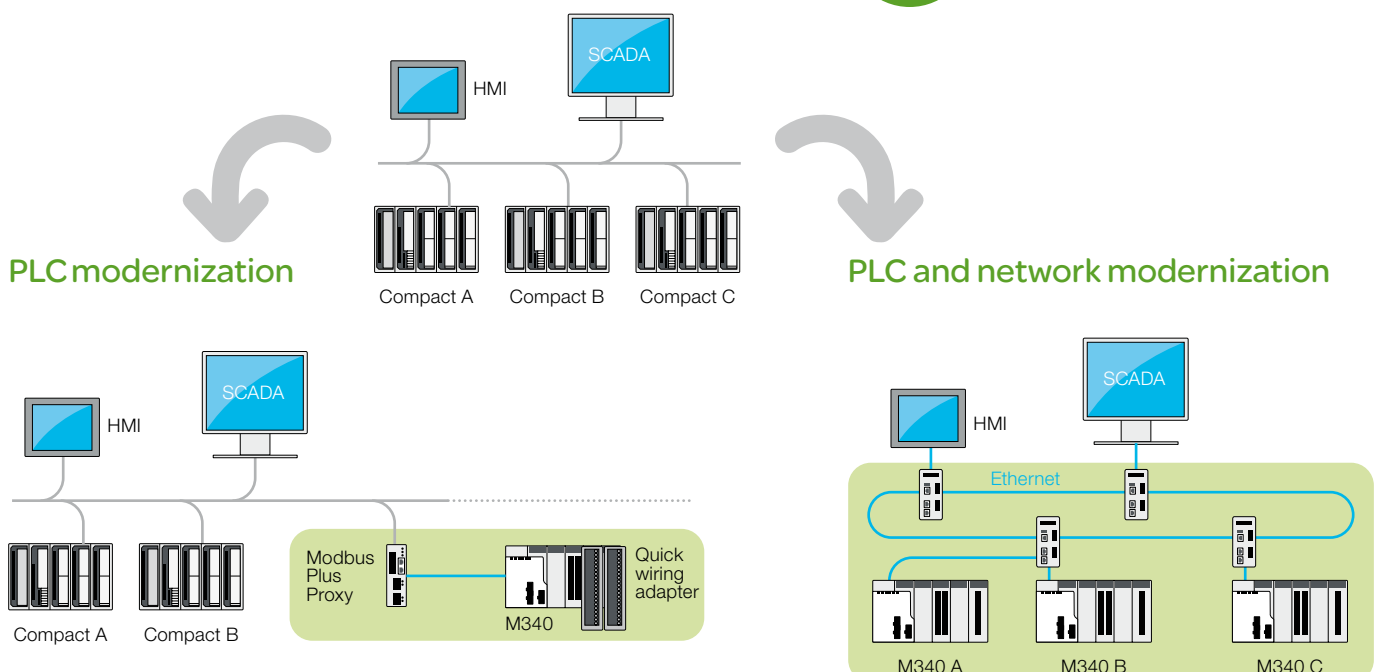 SCADA
HMI
Compact A
Compact B
Compact C
PLC modernization
PLC and network modernization
SCADA
HMI
Modbus
Plus
Proxy
M340
Quick
wiring
adapter
Compact A
Compact B
SCADA
HMI
Ethernet
M340 A
M340 B
M340 C